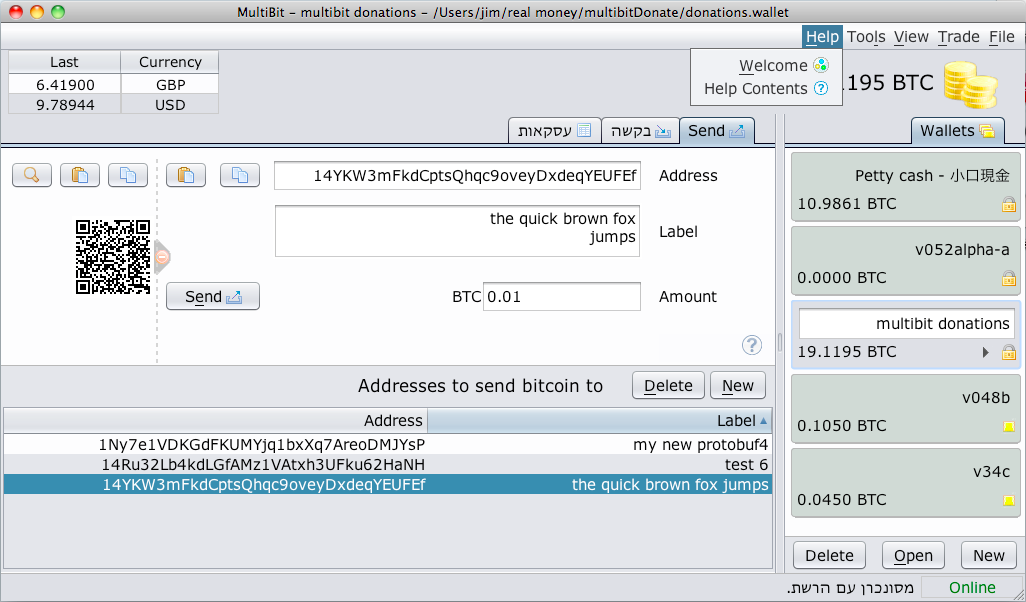 MultiBit - multibit donations - /Users/jim/real money/multibitDonate/donations.wallet
Help Tools View Trade File
Welcome
Help Contents
Last Currency
6.41900 GBP
9.78944 USD
.1195 BTC
עסקאות בקשה Send
Wallets
14YKW3mFkdCptsQhqc9oveyDxdeqYEUFEf Address
the quick brown fox
jumps
Label
Send
BTC 0.01 Amount
Addresses to send bitcoin to Delete New
Address Label
1Ny7e1VDKGdFKUMYjq1bxXq7AreoDMJYsP my new protobuf4
14Ru32Lb4kdLGfAMz1VAtxh3UFku62HaNH test 6
14YKW3mFkdCptsQhqc9oveyDxdeqYEUFEf the quick brown fox jumps
Petty cash - 小口現金
10.9861 BTC
v052alpha-a
0.0000 BTC
multibit donations
19.1195 BTC
v048b
0.1050 BTC
v34c
0.0450 BTC
Delete Open New
מסונכרן עם הרשת.
Online